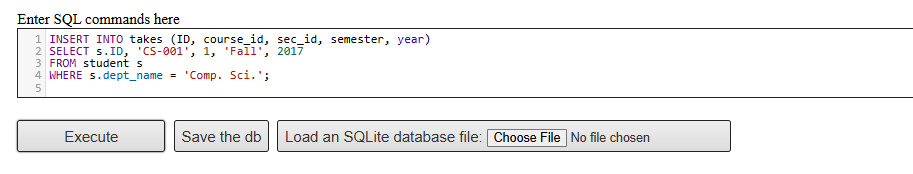 Enter SQL commands here
1 INSERT INTO takes (ID, course_id, sec_id, semester, year)
2 SELECT s.ID, 'CS-001', 1, 'Fall', 2017
3 FROM student s
4 WHERE s.dept_name = 'Comp. Sci.';
5
Execute Save the db Load an SQLite database file: Choose File No file chosen